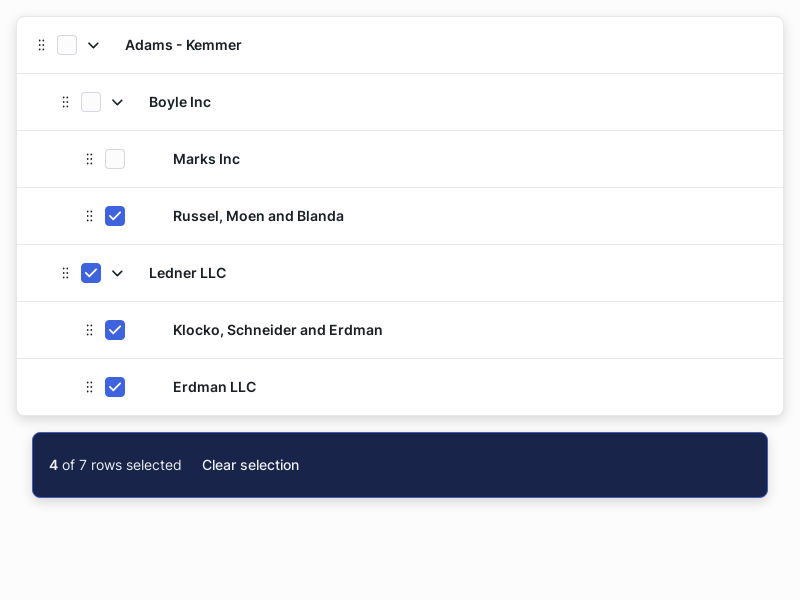 Adams - Kemmer
Boyle Inc
Marks Inc
Russel, Moen and Blanda
Ledner LLC
Klocko, Schneider and Erdman
Erdman LLC
4 of 7 rows selected Clear selection